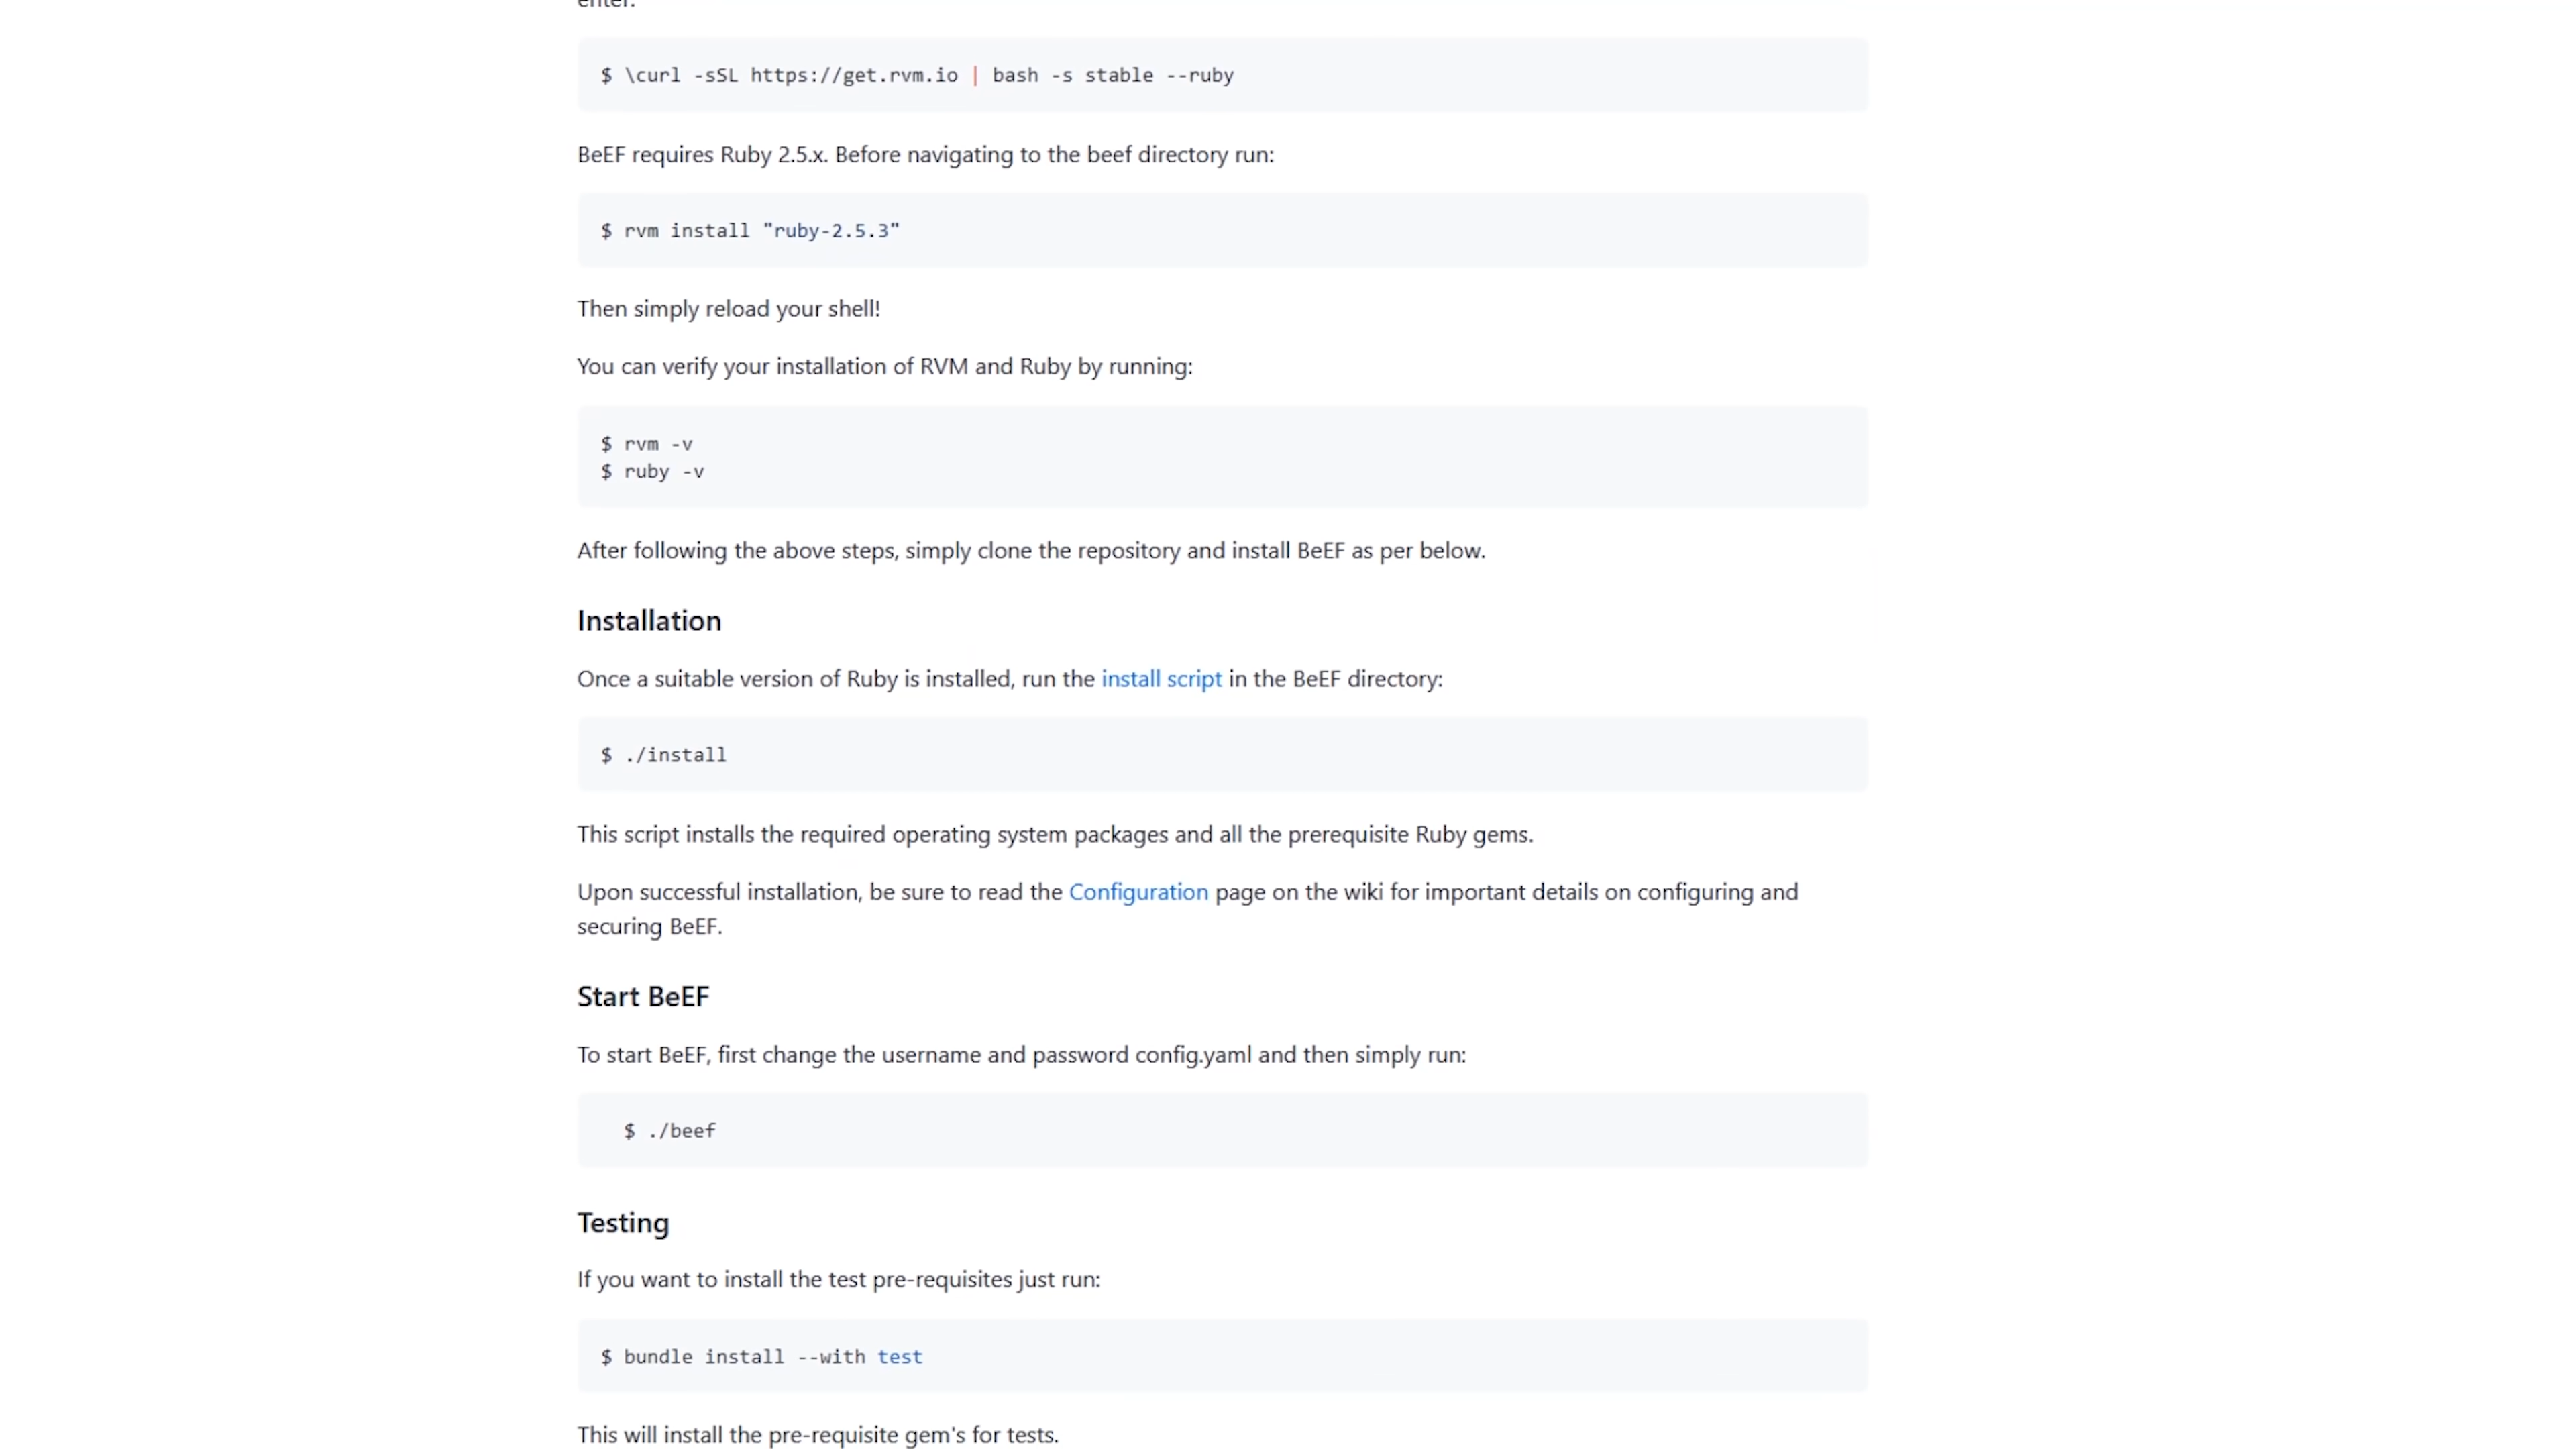 enter:
$ \curl -sSL https://get.rvm.io | bash -s stable --ruby
BeEF requires Ruby 2.5.x. Before navigating to the beef directory run:
$ rvm install "ruby-2.5.3"
Then simply reload your shell!
You can verify your installation of RVM and Ruby by running:
$ rvm -v
$ ruby -v
After following the above steps, simply clone the repository and install BeEF as per below.
Installation
Once a suitable version of Ruby is installed, run the install script in the BeEF directory:
$ ./install
This script installs the required operating system packages and all the prerequisite Ruby gems.
Upon successful installation, be sure to read the Configuration page on the wiki for important details on configuring and
securing BeEF.
Start BeEF
To start BeEF, first change the username and password config.yaml and then simply run:
$ ./beef
Testing
If you want to install the test pre-requisites just run:
$ bundle install --with test
This will install the pre-requisite gem's for tests.